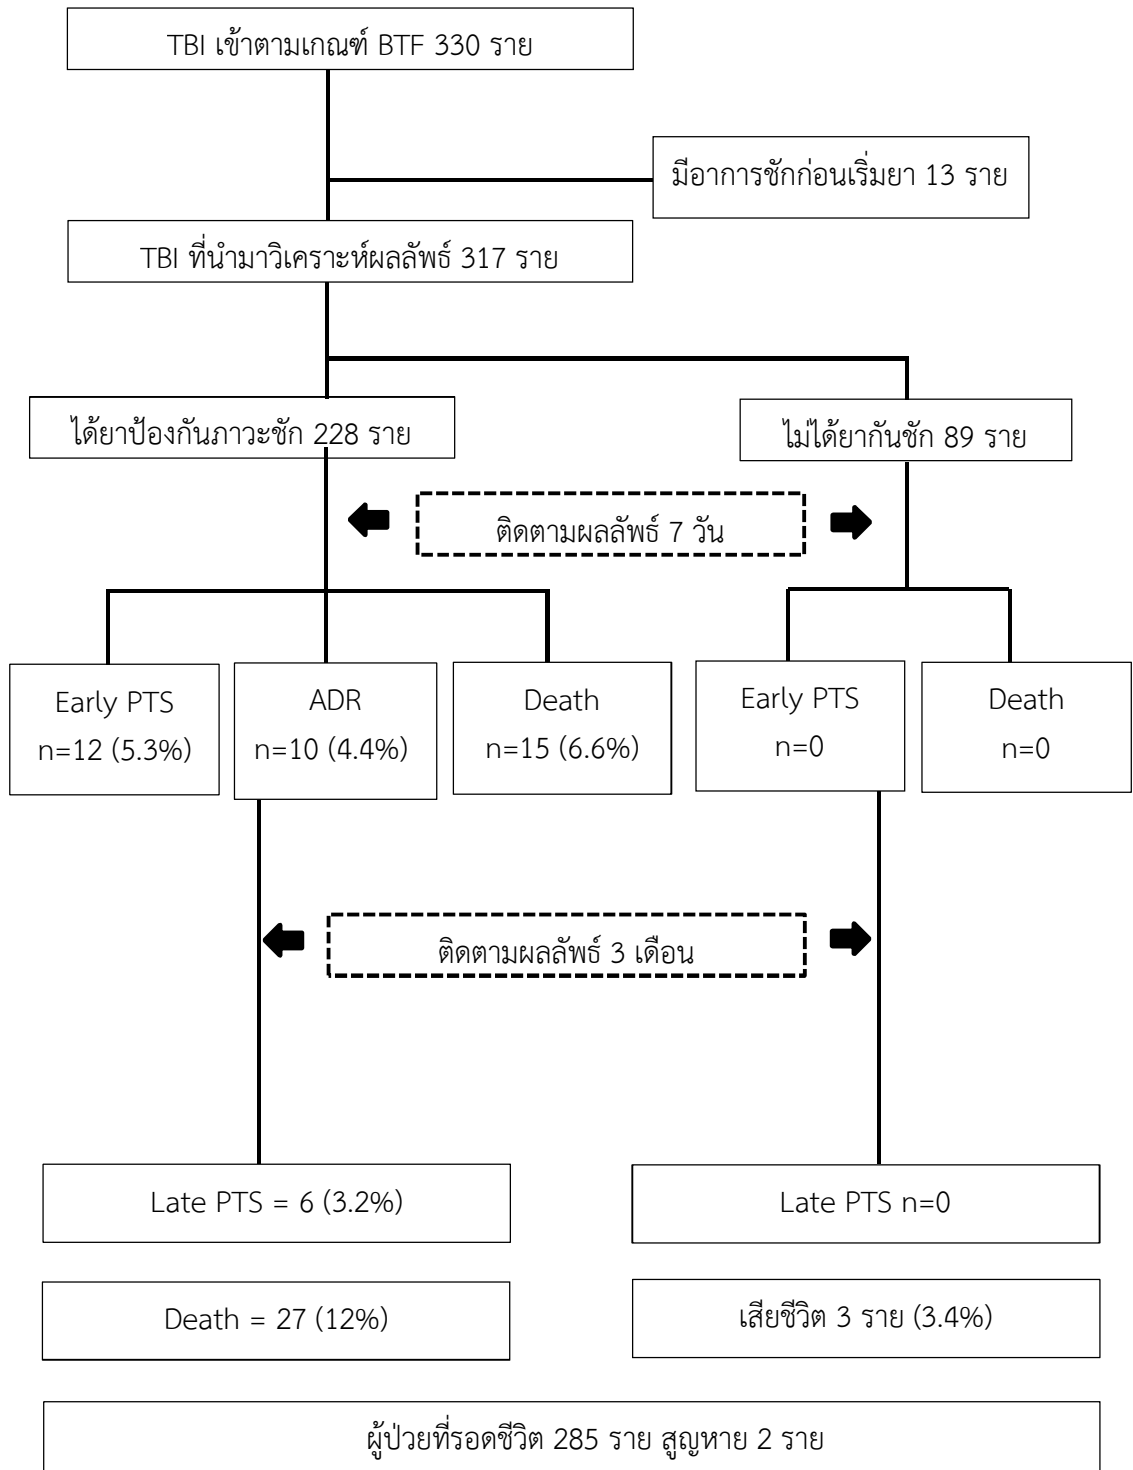 TBI เข้าตามเกณฑ์ BTF 330 ราย
มีอาการชักก่อนเริ่มยา 13 ราย
TBI ที่นำมาวิเคราะห์ผลลัพธ์ 317 ราย
ได้ยาป้องกันภาวะชัก 228 ราย
ไม่ได้ยากันชัก 89 ราย
ติดตามผลลัพธ์ 7 วัน
Early PTS
n=12 (5.3%)
ADR
n=10 (4.4%)
Death
n=15 (6.6%)
Early PTS
n=0
Death
n=0
ติดตามผลลัพธ์ 3 เดือน
Late PTS = 6 (3.2%)
Late PTS n=0
Death = 27 (12%)
เสียชีวิต 3 ราย (3.4%)
ผู้ป่วยที่รอดชีวิต 285 ราย สูญหาย 2 ราย